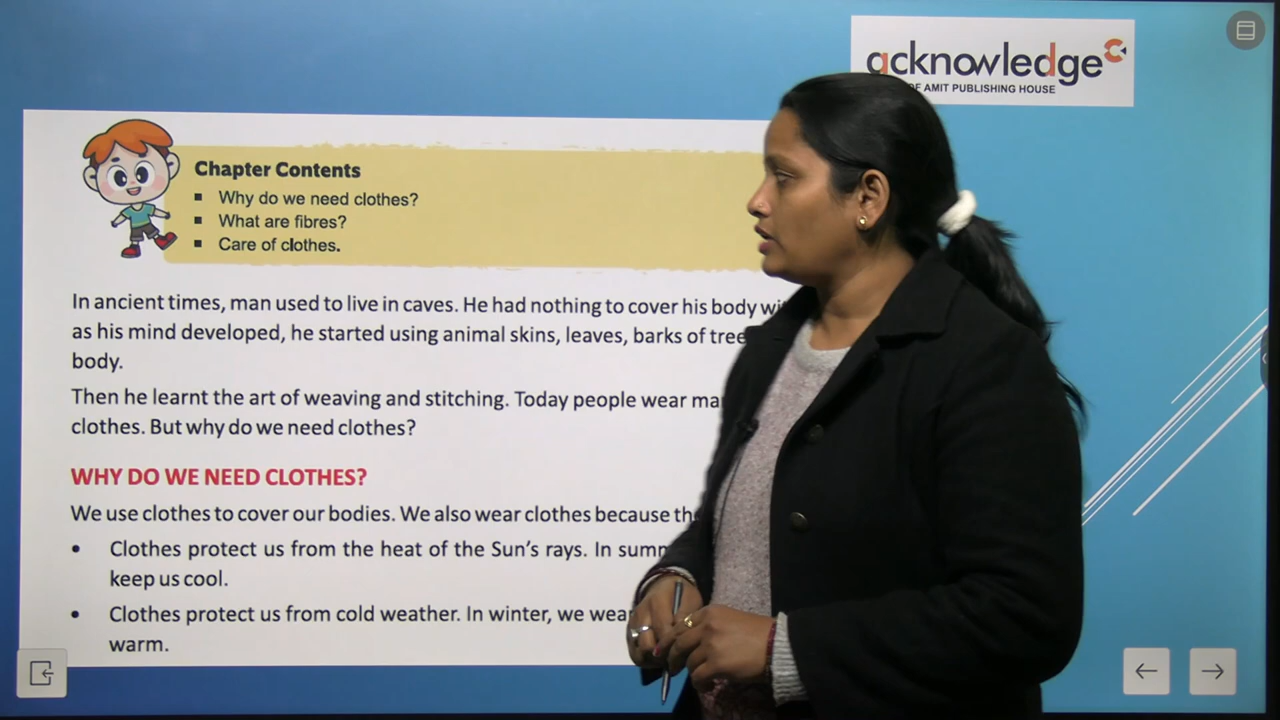 acknowledge
OF AMIT PUBLISHING HOUSE
Chapter Contents
▪ Why do we need clothes?
▪ What are fibres?
▪ Care of clothes.
In ancient times, man used to live in caves. He had nothing to cover his body
as his mind developed, he started using animal skins, leaves, barks of
body.
Then he learnt the art of weaving and stitching. Today people wear
clothes. But why do we need clothes?
WHY DO WE NEED CLOTHES?
We use clothes to cover our bodies. We also wear clothes because
• Clothes protect us from the heat of the Sun's rays. In
keep us cool.
• Clothes protect us from cold weather. In winter, we
warm.